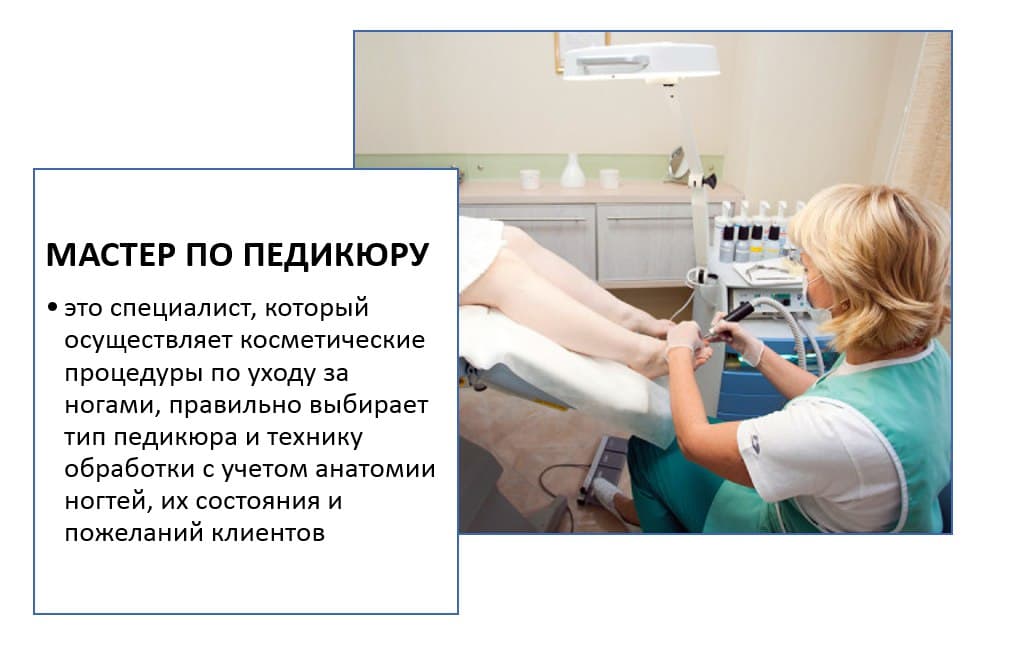 МАСТЕР ПО ПЕДИКЮРУ
• это специалист, который
осуществляет косметические
процедуры по уходу за
ногами, правильно выбирает
тип педикюра и технику
обработки с учетом анатомии
ногтей, их состояния и
пожеланий клиентов